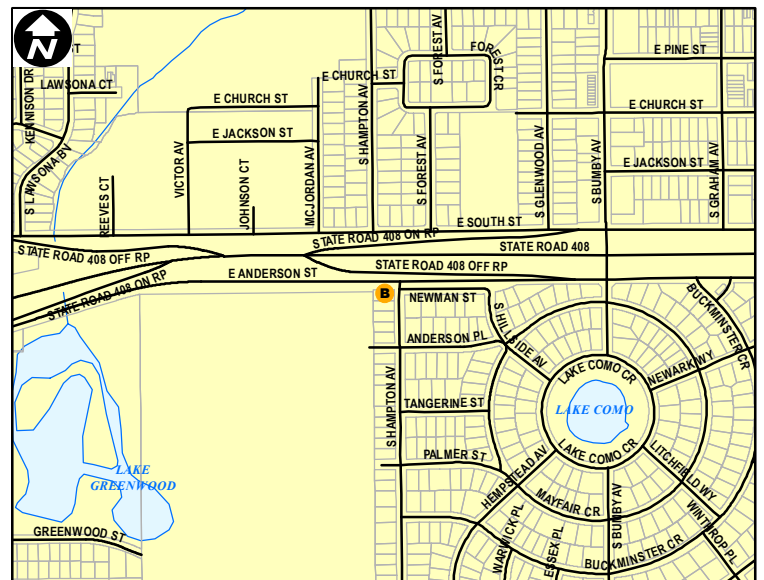 N
ST
KENNISON DR
LAWSONA CT
S LAWSONA BV
E CHURCH ST
E JACKSON ST
VICTOR AV
REEVES CT
JOHNSON CT
MCJORDAN AV
E CHURCH ST
S HAMPTON AV
S FOREST AV
FOREST CR
S FOREST AV
E PINE ST
E CHURCH ST
E JACKSON ST
S GLENWOOD AV
S BUMBY AV
S GRAHAM AV
E SOUTH ST
STATE ROAD 408 ON RP
STATE ROAD 408
STATE ROAD 408 OFF RP
STATE ROAD 408 OFF RP
STATE ROAD 408 ON RP
E ANDERSON ST
B
NEWMAN ST
ANDERSON PL
S HILLSIDE AV
BUCKMINSTER CR
NEWARK WY
LAKE COMO CR
LAKE COMO
LAKE COMO CR
S HAMPTON AV
TANGERINE ST
PALMER ST
HEMPSTEAD AV
MAYFAIR CR
LITCHFIELD WY
WINTHROP PL
S BUMBY AV
WARWICK PL
ESSEX PL
BUCKMINSTER CR
LAKE
GREENWOOD
GREENWOOD ST